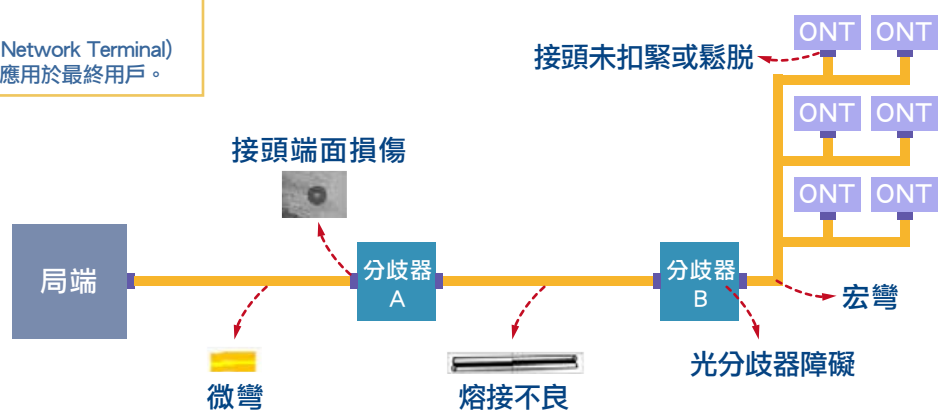 Network Terminal)
應用於最終用戶。
ONT ONT
接頭未扣緊或鬆脫
ONT ONT
接頭端面損傷
ONT ONT
局端
分歧器
A
分歧器
B
宏彎
光分歧器障礙
微彎
熔接不良